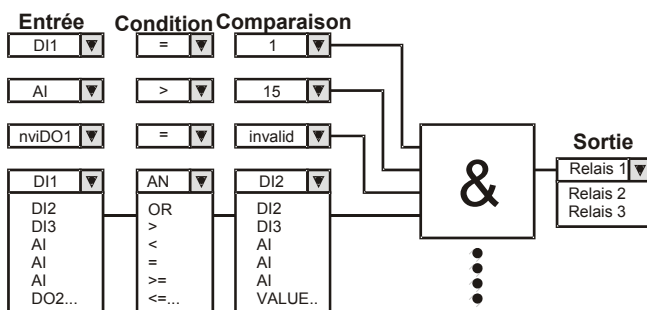 Entrée Condition Comparaison
DI1 = 1
AI > 15
nviDO1 = invalid
Sortie
DI1 AN DI2
& Relais 1
DI2 OR DI2 Relais 2
DI3 > DI3 Relais 3
AI < AI
AI = AI
AI >= AI
DO2... <=... VALUE..